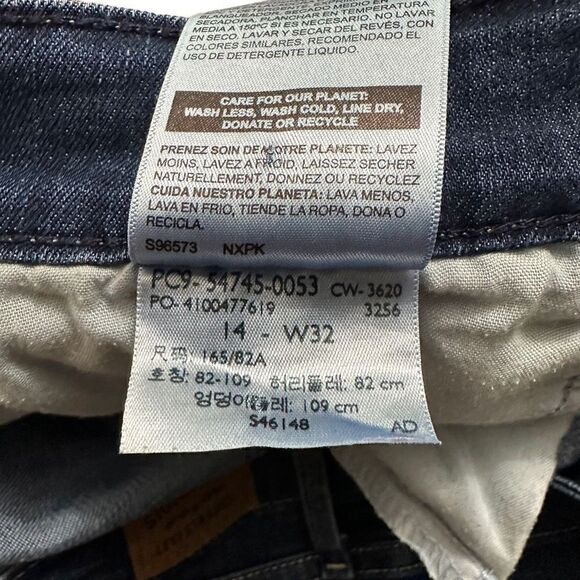 BLANQUEADOR. SECADO MEDIO EN
SECADORA. PLANCHAR EN TEMPERATURA
MEDIA A 150ºC SI ES NECESARIO. NO LAVAR
EN SECO. LAVAR Y SECAR DEL REVÉS, CON
COLORES SIMILARES. RECOMENDADO EL
USO DE DETERGENTE LIQUIDO.
CARE FOR OUR PLANET:
WASH LESS, WASH COLD, LINE DRY,
DONATE OR RECYCLE
PRENEZ SOIN DE NOTRE PLANETE: LAVEZ
MOINS, LAVEZ A FROID, LAISSEZ SECHER
NATURELLEMENT, DONNEZ OU RECYCLEZ
CUIDA NUESTRO PLANETA: LAVA MENOS,
LAVA EN FRIO, TIENDE LA ROPA, DONA O
RECICLA.
S96573 NXPK
PC9- 54745-0053 CW-3620
PO-4100477619 3256
14 - W32
尺码: 165/82A
호칭: 82-109 허리둘레: 82 cm
엉덩이둘레: 109 cm
S46148 AD